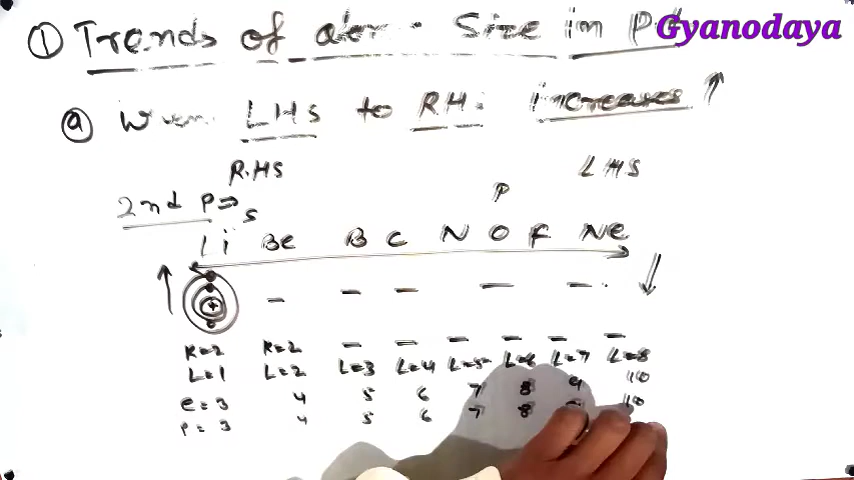 ① Trends of Size in P.
Gyanodaya
ⓐ LHS to RH. increases ↑
R.HS LHS
2nd P⇒ S P
Li Be B C N O F Ne
K=2 K=2 – – – – – –
L=1 L=2 L=3 L=4 L=5 L=6 L=7 L=8
e=3 4 5 6 7 8 9 10
P=3 4 5 6 7 8 10